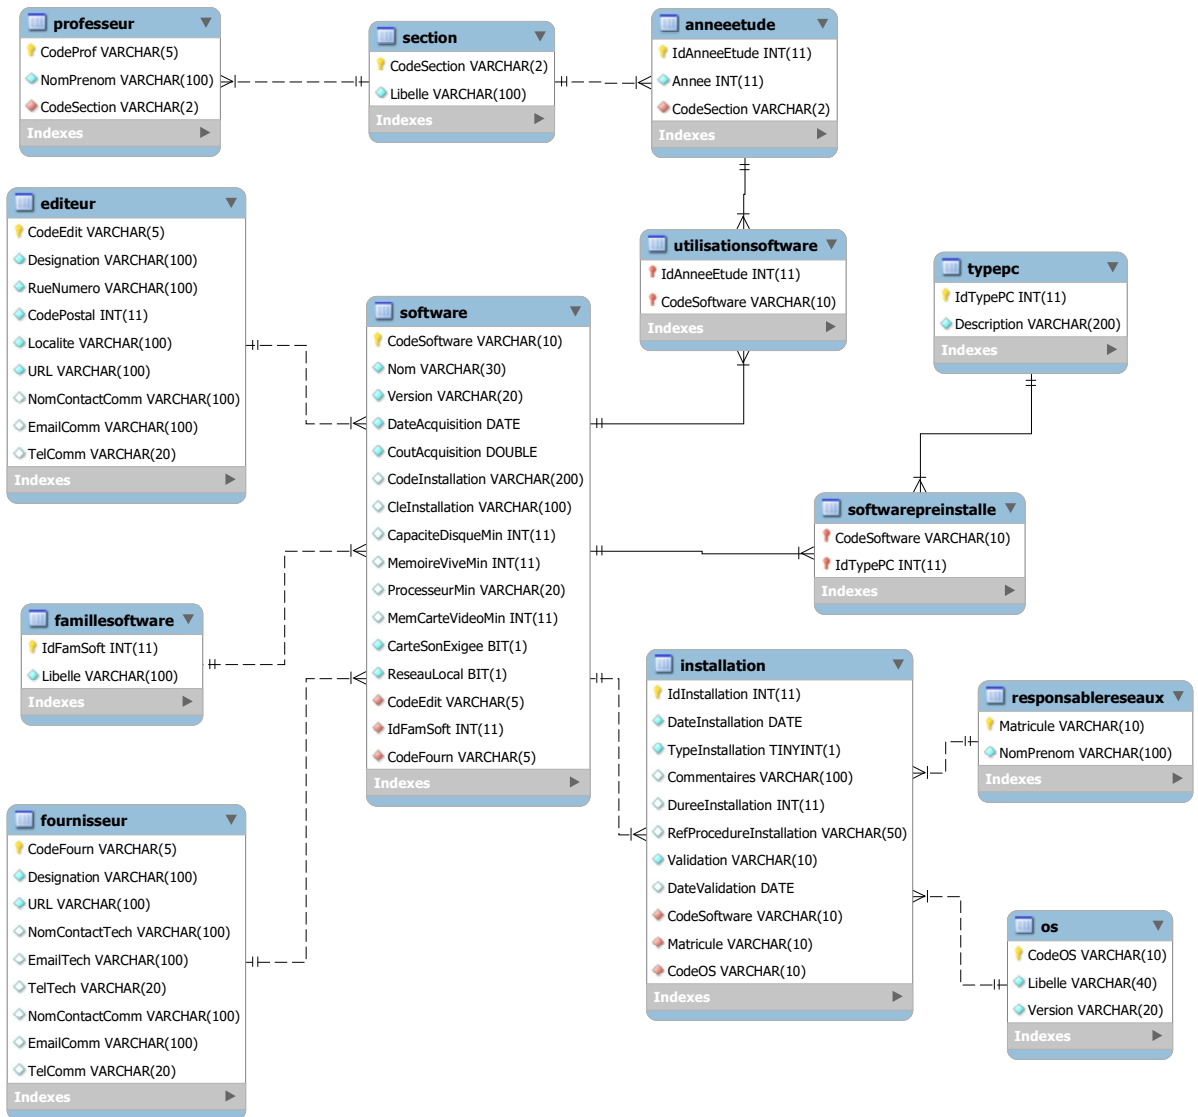 professeur
CodeProf VARCHAR(5)
NomPrenom VARCHAR(100)
CodeSection VARCHAR(2)
Indexes
section
CodeSection VARCHAR(2)
Libelle VARCHAR(100)
Indexes
anneeetude
IdAnneeEtude INT(11)
Annee INT(11)
CodeSection VARCHAR(2)
Indexes
editeur
CodeEdit VARCHAR(5)
Designation VARCHAR(100)
RueNumero VARCHAR(100)
CodePostal INT(11)
Localite VARCHAR(100)
URL VARCHAR(100)
NomContactComm VARCHAR(100)
EmailComm VARCHAR(100)
TelComm VARCHAR(20)
Indexes
utilisationsoftware
IdAnneeEtude INT(11)
CodeSoftware VARCHAR(10)
Indexes
typepc
IdTypePC INT(11)
Description VARCHAR(200)
Indexes
software
CodeSoftware VARCHAR(10)
Nom VARCHAR(30)
Version VARCHAR(20)
DateAcquisition DATE
CoutAcquisition DOUBLE
CodeInstallation VARCHAR(200)
CleInstallation VARCHAR(100)
CapaciteDisqueMin INT(11)
MemoireViveMin INT(11)
ProcesseurMin VARCHAR(20)
MemCarteVideoMin INT(11)
CarteSonExigee BIT(1)
ReseauLocal BIT(1)
CodeEdit VARCHAR(5)
IdFamSoft INT(11)
CodeFourn VARCHAR(5)
Indexes
softwarepreinstalle
CodeSoftware VARCHAR(10)
IdTypePC INT(11)
Indexes
famillesoftware
IdFamSoft INT(11)
Libelle VARCHAR(100)
Indexes
installation
IdInstallation INT(11)
DateInstallation DATE
TypeInstallation TINYINT(1)
Commentaires VARCHAR(100)
DureeInstallation INT(11)
RefProcedureInstallation VARCHAR(50)
Validation VARCHAR(10)
DateValidation DATE
CodeSoftware VARCHAR(10)
Matricule VARCHAR(10)
CodeOS VARCHAR(10)
Indexes
responsablereseaux
Matricule VARCHAR(10)
NomPrenom VARCHAR(100)
Indexes
fournisseur
CodeFourn VARCHAR(5)
Designation VARCHAR(100)
URL VARCHAR(100)
NomContactTech VARCHAR(100)
EmailTech VARCHAR(100)
TelTech VARCHAR(20)
NomContactComm VARCHAR(100)
EmailComm VARCHAR(100)
TelComm VARCHAR(20)
Indexes
os
CodeOS VARCHAR(10)
Libelle VARCHAR(40)
Version VARCHAR(20)
Indexes